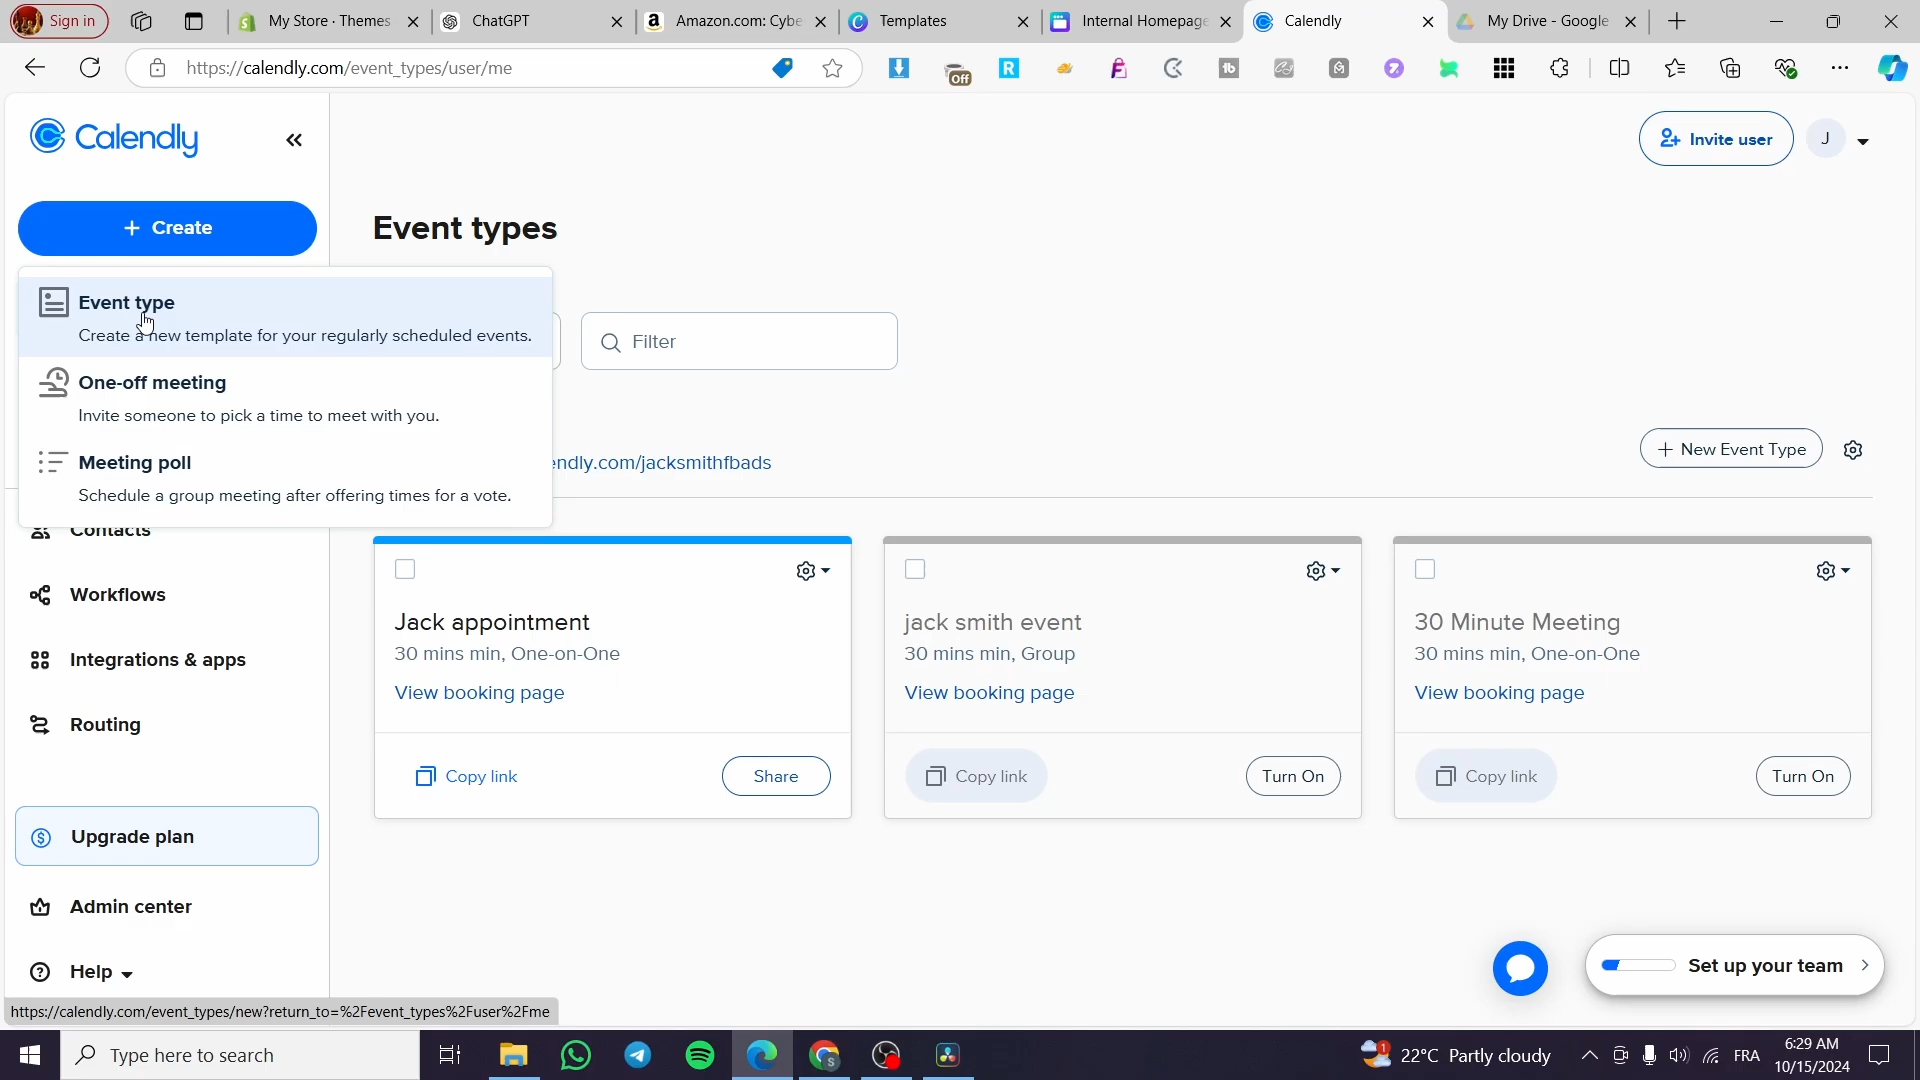 Sign in
My Store · Themes
ChatGPT
Amazon.com: Cybe
Templates
Internal Homepage
Calendly
My Drive - Google
https://calendly.com/event_types/user/me
Off
Calendly
Invite user
J
+ Create
Event types
Event type
Create a new template for your regularly scheduled events.
Filter
One-off meeting
Invite someone to pick a time to meet with you.
Meeting poll
Schedule a group meeting after offering times for a vote.
endly.com/jacksmithfbads
+ New Event Type
Contacts
Workflows
Integrations & apps
Routing
Upgrade plan
Admin center
Help
Jack appointment
30 mins min, One-on-One
View booking page
Copy link
Share
jack smith event
30 mins min, Group
View booking page
Copy link
Turn On
30 Minute Meeting
30 mins min, One-on-One
View booking page
Copy link
Turn On
Set up your team
https://calendly.com/event_types/new?return_to=%2Fevent_types%2Fuser%2Fme
Type here to search
22°C Partly cloudy
FRA
6:29 AM
10/15/2024